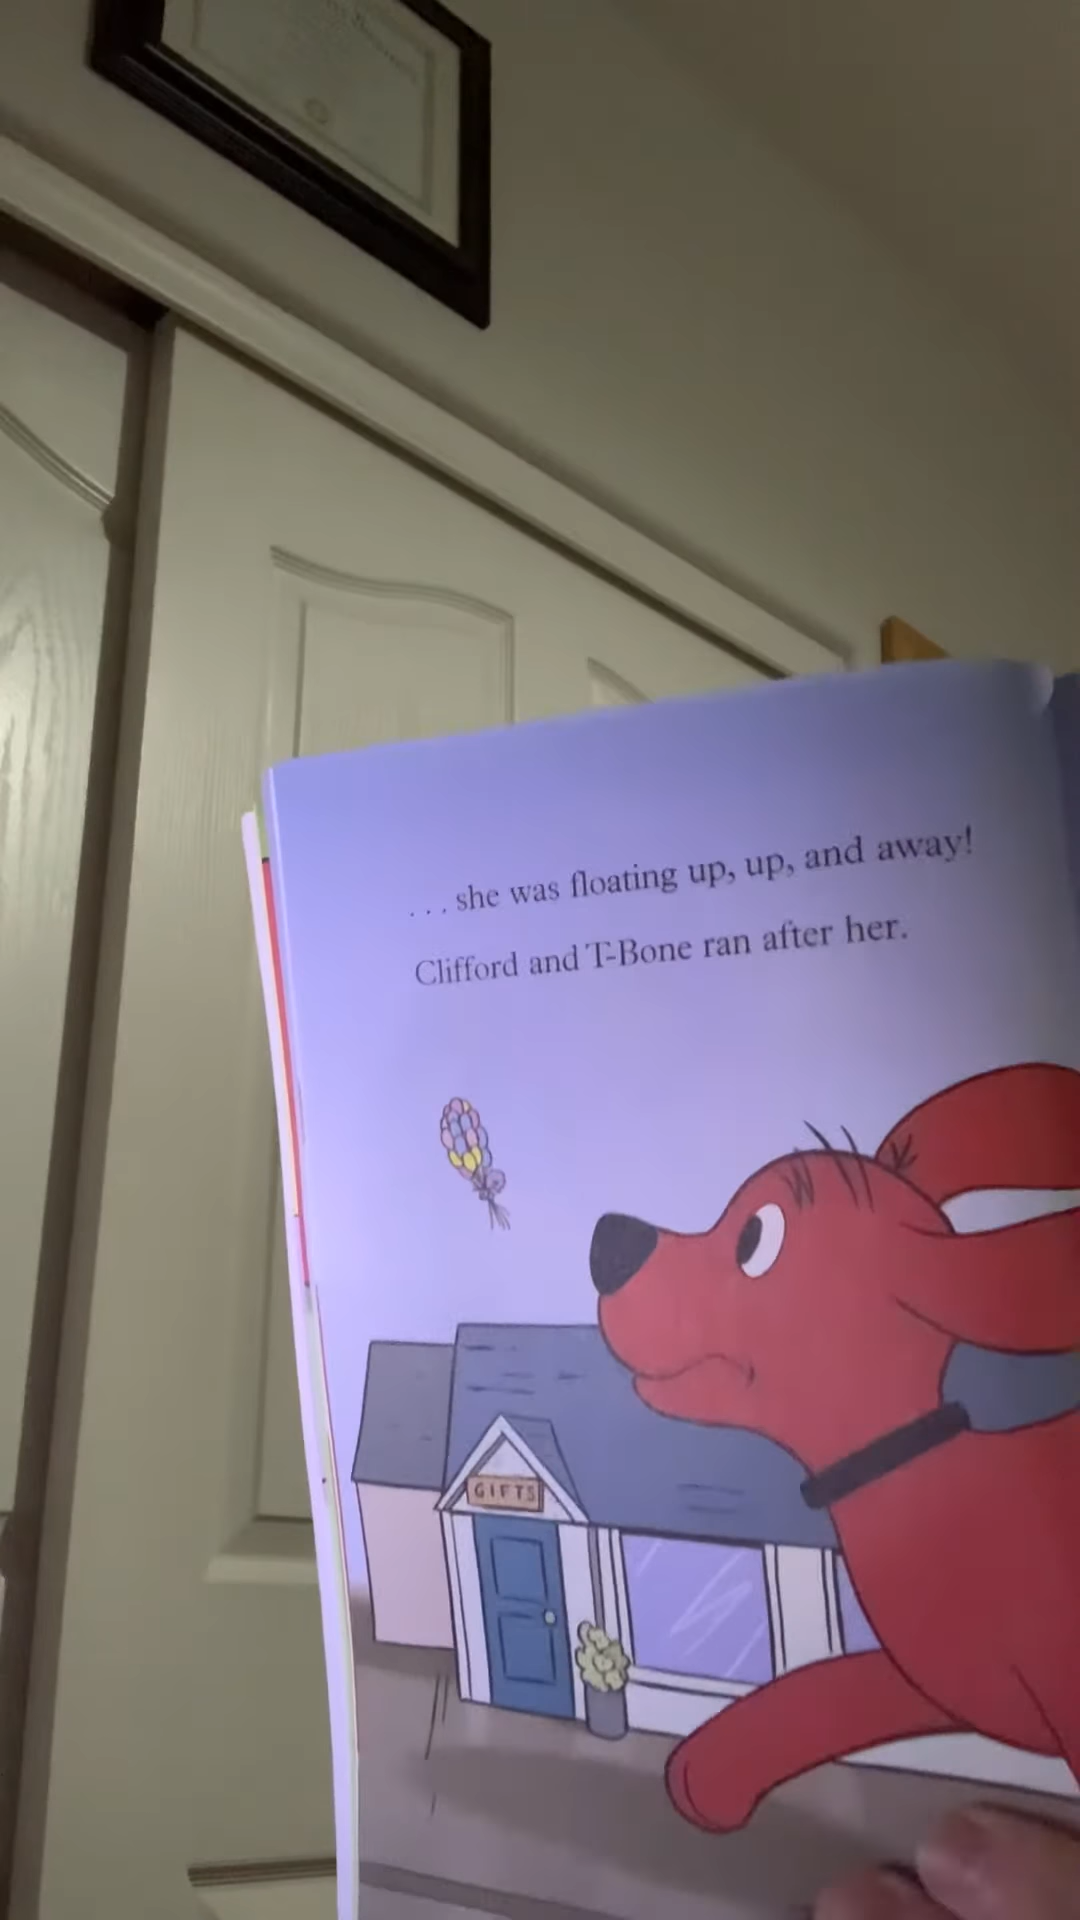 . . . she was floating up, up, and away!
Clifford and T-Bone ran after her.
GIFTS